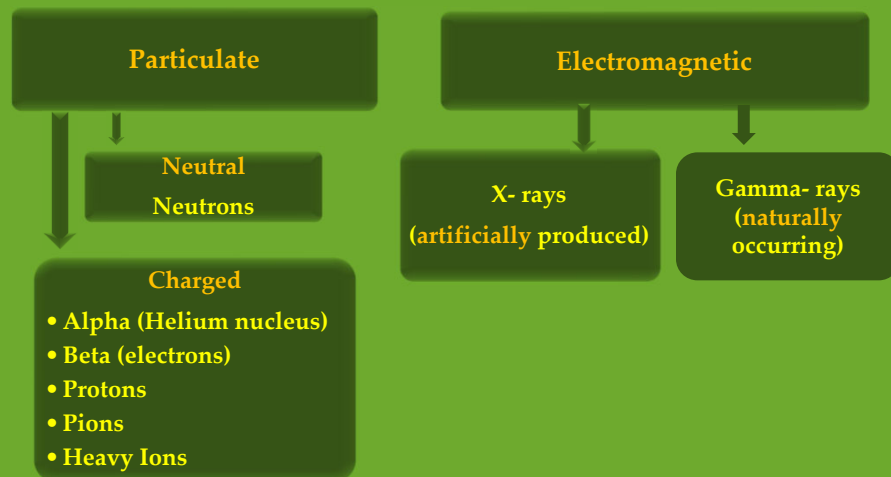 Particulate
Neutral
Neutrons
Charged
• Alpha (Helium nucleus)
• Beta (electrons)
• Protons
• Pions
• Heavy Ions
Electromagnetic
X- rays
(artificially produced)
Gamma- rays
(naturally
occurring)